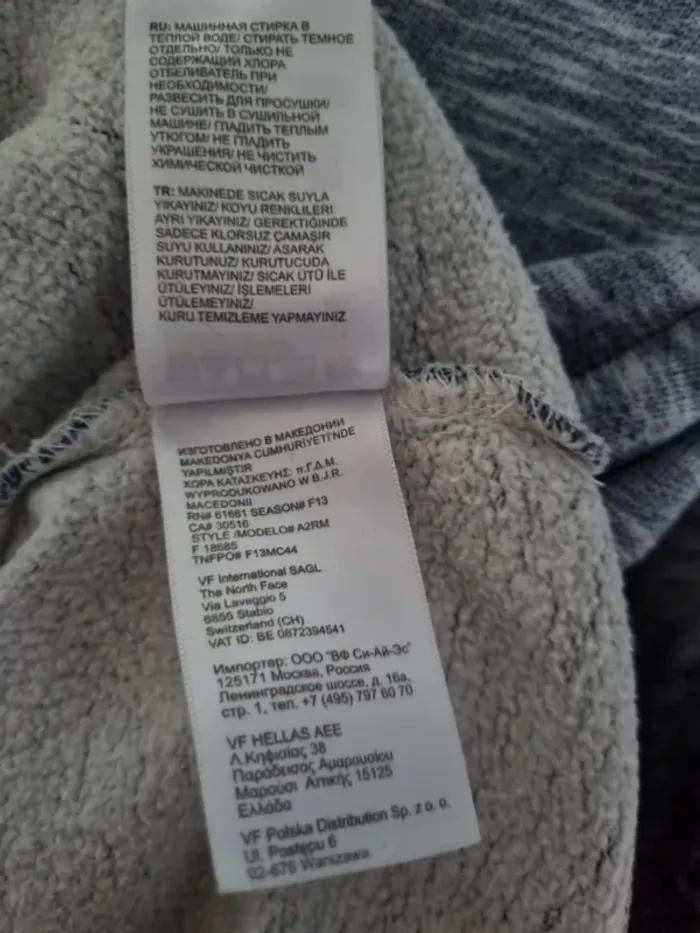 RU: МАШИННАЯ СТИРКА В
ТЕПЛОЙ ВОДЕ/ СТИРАТЬ ТЕМНОЕ
ОТДЕЛЬНО/ ТОЛЬКО НЕ
СОДЕРЖАЩИЙ ХЛОРА
ОТБЕЛИВАТЕЛЬ ПРИ
НЕОБХОДИМОСТИ/
РАЗВЕСИТЬ ДЛЯ ПРОСУШКИ/
НЕ СУШИТЬ В СУШИЛЬНОЙ
МАШИНЕ/ ГЛАДИТЬ ТЕПЛЫМ
УТЮГОМ/ НЕ ГЛАДИТЬ
УКРАШЕНИЯ/ НЕ ЧИСТИТЬ
ХИМИЧЕСКОЙ ЧИСТКОЙ
TR: MAKINEDE SICAK SUYLA
YIKAYINIZ/ KOYU RENKLILERI
AYRI YIKAYINIZ/ GEREKTIĞINDE
SADECE KLORSUZ ÇAMAŞIR
SUYU KULLANINIZ/ ASARAK
KURUTUNUZ/ KURUTUCUDA
KURUTMAYINIZ/ SICAK ÜTÜ İLE
ÜTÜLEYINIZ/ İŞLEMELERI
ÜTÜLEMEYINIZ/
KURU TEMIZLEME YAPMAYINIZ
ИЗГОТОВЛЕНО В МАКЕДОНИИ
MAKEDONYA CUMHURİYETİ'NDE
YAPILMIŞTIR
ΧΩΡΑ ΚΑΤΑΣΚΕΥΗΣ: π.Γ.Δ.Μ.
WYPRODUKOWANO W B.J.R.
MACEDONII
RN# 61661 SEASON# F13
CA# 30516
STYLE /MODELO# A2RM
F 18685
TNFPO# F13MC44
VF International SAGL
The North Face
Via Laveggio 5
6855 Stabio
Switzerland (CH)
VAT ID: BE 0872394541
Импортер: ООО "ВФ Си-Ай-Эс"
125171 Москва, Россия
Ленинградское шоссе, д. 16а,
стр. 1, тел. +7 (495) 797 60 70
VF HELLAS AEE
Λ.Κηφισίας 38
Παράδεισος Αμαρουσίου
Μαρούσι Αττικής 15125
Ελλάδα
VF Polska Distribution Sp. z o.o.
Ul. Postępu 6
02-676 Warszawa